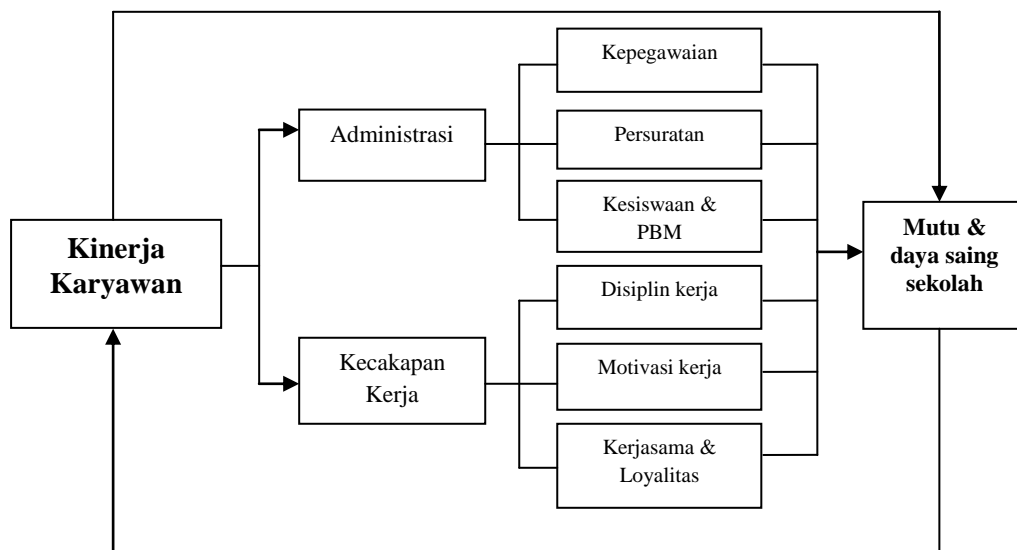 Kinerja
Karyawan
Administrasi
Kecakapan
Kerja
Kepegawaian
Persuratan
Kesiswaan &
PBM
Disiplin kerja
Motivasi kerja
Kerjasama &
Loyalitas
Mutu &
daya saing
sekolah